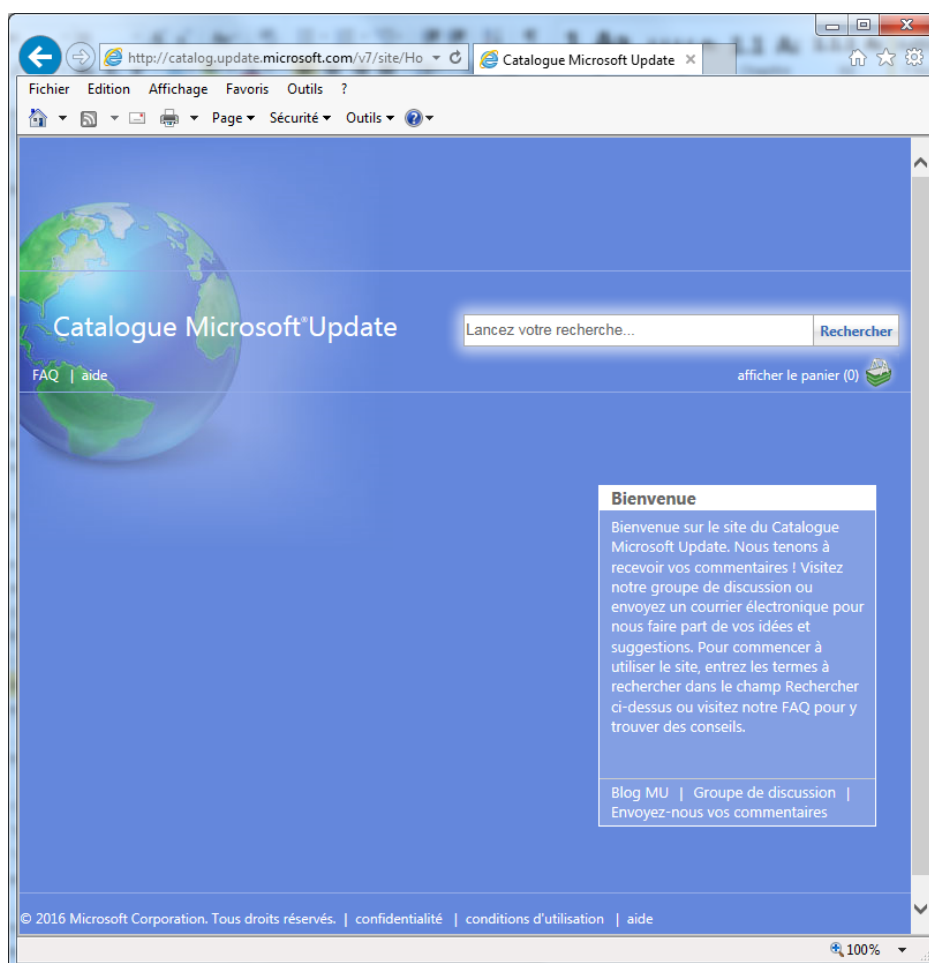 http://catalog.update.microsoft.com/v7/site/Ho
Catalogue Microsoft Update
Fichier Edition Affichage Favoris Outils ?
Page Sécurité Outils
Catalogue Microsoft®Update
Lancez votre recherche...
Rechercher
FAQ | aide
afficher le panier (0)
Bienvenue
Bienvenue sur le site du Catalogue
Microsoft Update. Nous tenons à
recevoir vos commentaires ! Visitez
notre groupe de discussion ou
envoyez un courrier électronique pour
nous faire part de vos idées et
suggestions. Pour commencer à
utiliser le site, entrez les termes à
rechercher dans le champ Rechercher
ci-dessus ou visitez notre FAQ pour y
trouver des conseils.
Blog MU | Groupe de discussion |
Envoyez-nous vos commentaires
© 2016 Microsoft Corporation. Tous droits réservés. | confidentialité | conditions d'utilisation | aide
100%